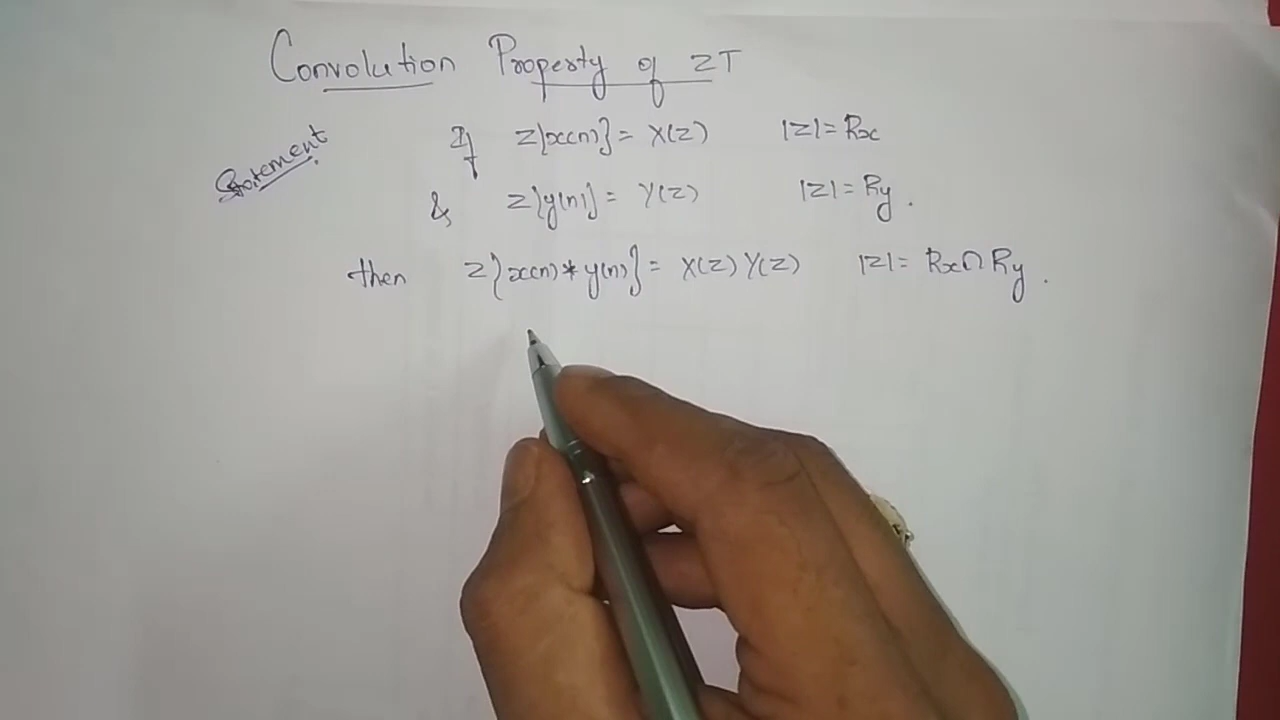 Convolution Property of ZT
Statement
If Z{x(n)} = X(Z) |Z| = Rx
& Z{y(n)} = Y(Z) |Z| = Ry.
then Z{x(n) * y(n)} = X(Z) Y(Z) |Z| = Rx ∩ Ry.